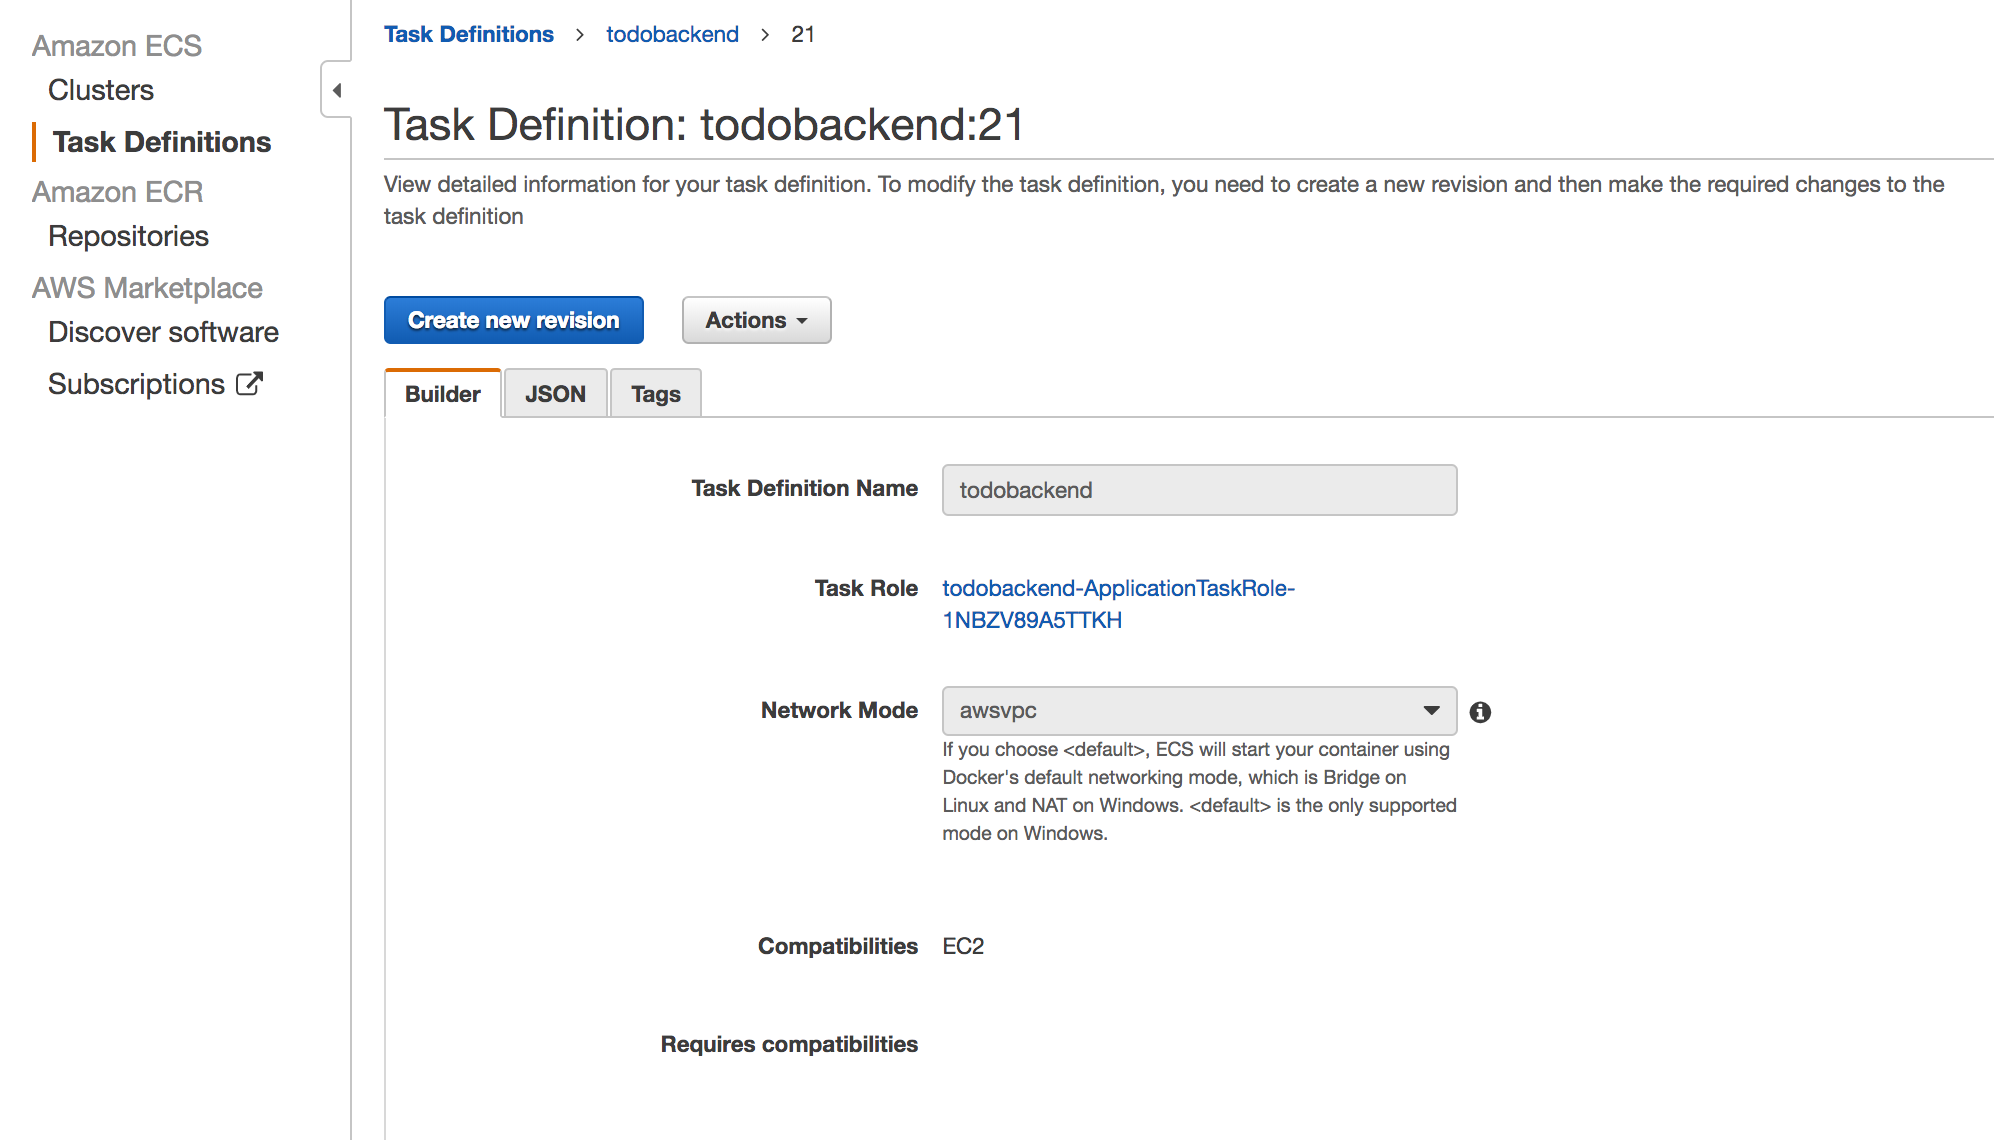 Amazon ECS
Clusters
Task Definitions
Amazon ECR
Repositories
AWS Marketplace
Discover software
Subscriptions
Task Definitions > todobackend > 21
Task Definition: todobackend:21
View detailed information for your task definition. To modify the task definition, you need to create a new revision and then make the required changes to the
task definition
Create new revision
Actions
Builder
JSON
Tags
Task Definition Name
todobackend
Task Role
todobackend-ApplicationTaskRole-
1NBZV89A5TTKH
Network Mode
awsvpc
If you choose <default>, ECS will start your container using
Docker's default networking mode, which is Bridge on
Linux and NAT on Windows. <default> is the only supported
mode on Windows.
Compatibilities
EC2
Requires compatibilities